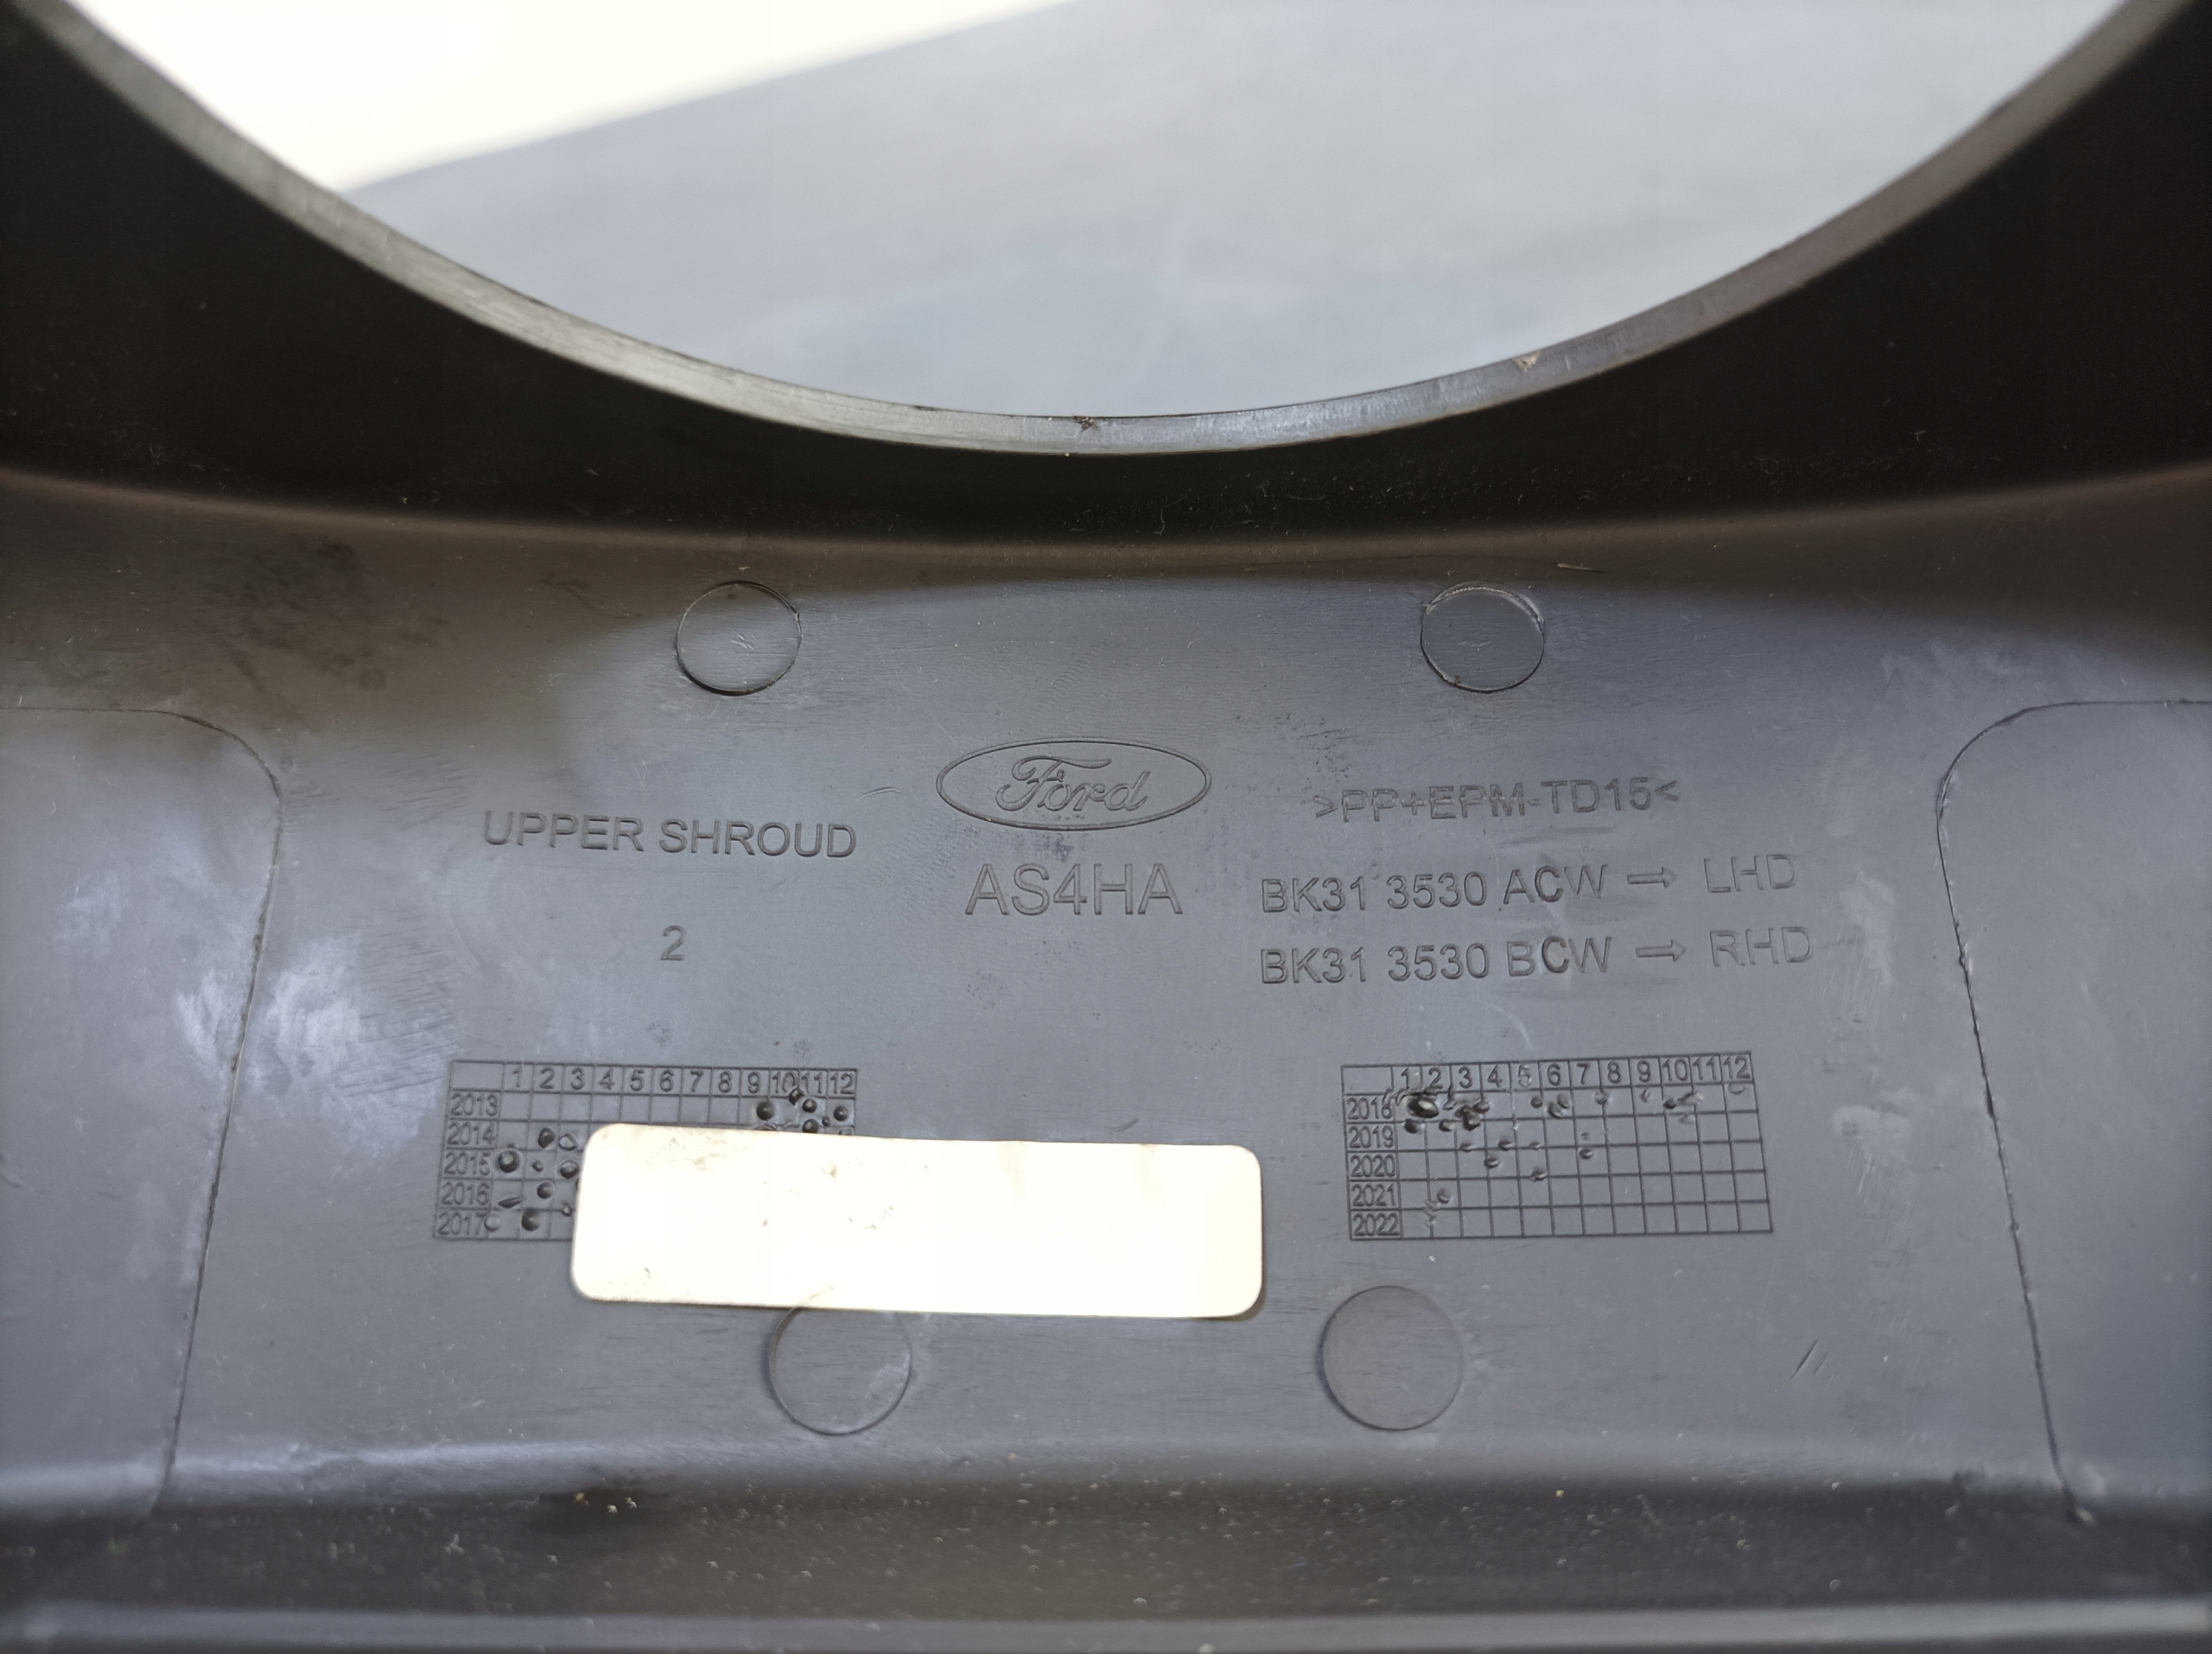 Ford
UPPER SHROUD
>PP+EPM-TD15<
AS4HA
BK31 3530 ACW → LHD
2
BK31 3530 BCW → RHD
1 2 3 4 5 6 7 8 9 10 11 12
2013
2014
2015
2016
2017
1 2 3 4 5 6 7 8 9 10 11 12
2018
2019
2020
2021
2022